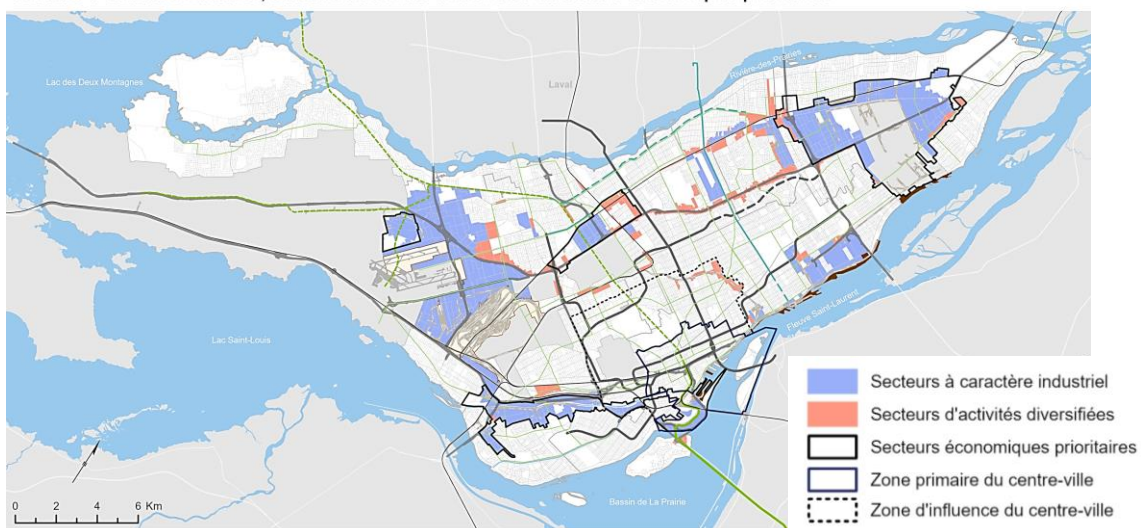 Lac des Deux Montagnes
Laval
Rivière-des-Prairies
Lac Saint-Louis
Fleuve Saint-Laurent
Bassin de La Prairie
0 2 4 6 Km
Secteurs à caractère industriel
Secteurs d'activités diversifiées
Secteurs économiques prioritaires
Zone primaire du centre-ville
Zone d'influence du centre-ville